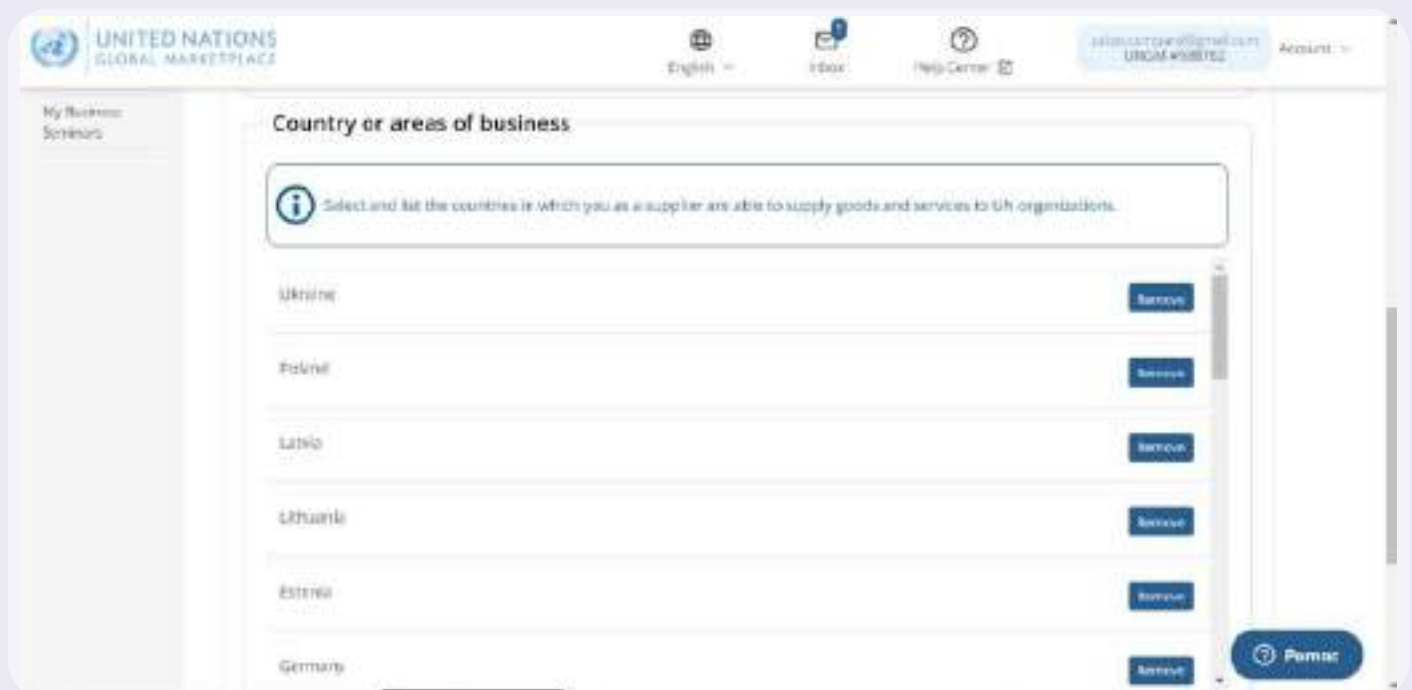 UNITED NATIONS
GLOBAL MARKETPLACE
English
Inbox
Help Center
Account
My Business
Seminars
Country or areas of business
Select and list the countries in which you as a supplier are able to supply goods and services to UN organizations.
Ukraine
Remove
Poland
Remove
Latvia
Remove
Lithuania
Remove
Estonia
Remove
Germany
Remove
Pomoc